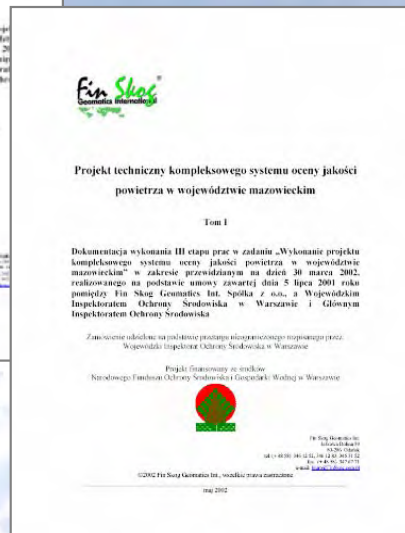 Fin Skog
Geomatics International
Projekt techniczny kompleksowego systemu oceny jakości
powietrza w województwie mazowieckim
Tom I
Dokumentacja wykonania III etapu prac w zadaniu „Wykonanie projektu
kompleksowego systemu oceny jakości powietrza w województwie
mazowieckim” w zakresie przewidzianym na dzień 30 marca 2002,
realizowanego na podstawie umowy zawartej dnia 5 lipca 2001 roku
pomiędzy Fin Skog Geomatics Int. Spółka z o.o., a Wojewódzkim
Inspektoratem Ochrony Środowiska w Warszawie i Głównym
Inspektoratem Ochrony Środowiska
Zamówienie udzielone na podstawie przetargu nieograniczonego rozpisanego przez
Wojewódzki Inspektorat Ochrony Środowiska w Warszawie
Projekt finansowany ze środków
Narodowego Funduszu Ochrony Środowiska i Gospodarki Wodnej w Warszawie
Fin Skog Geomatics Int.
©2002 Fin Skog Geomatics Int., wszelkie prawa zastrzeżone
maj 2002